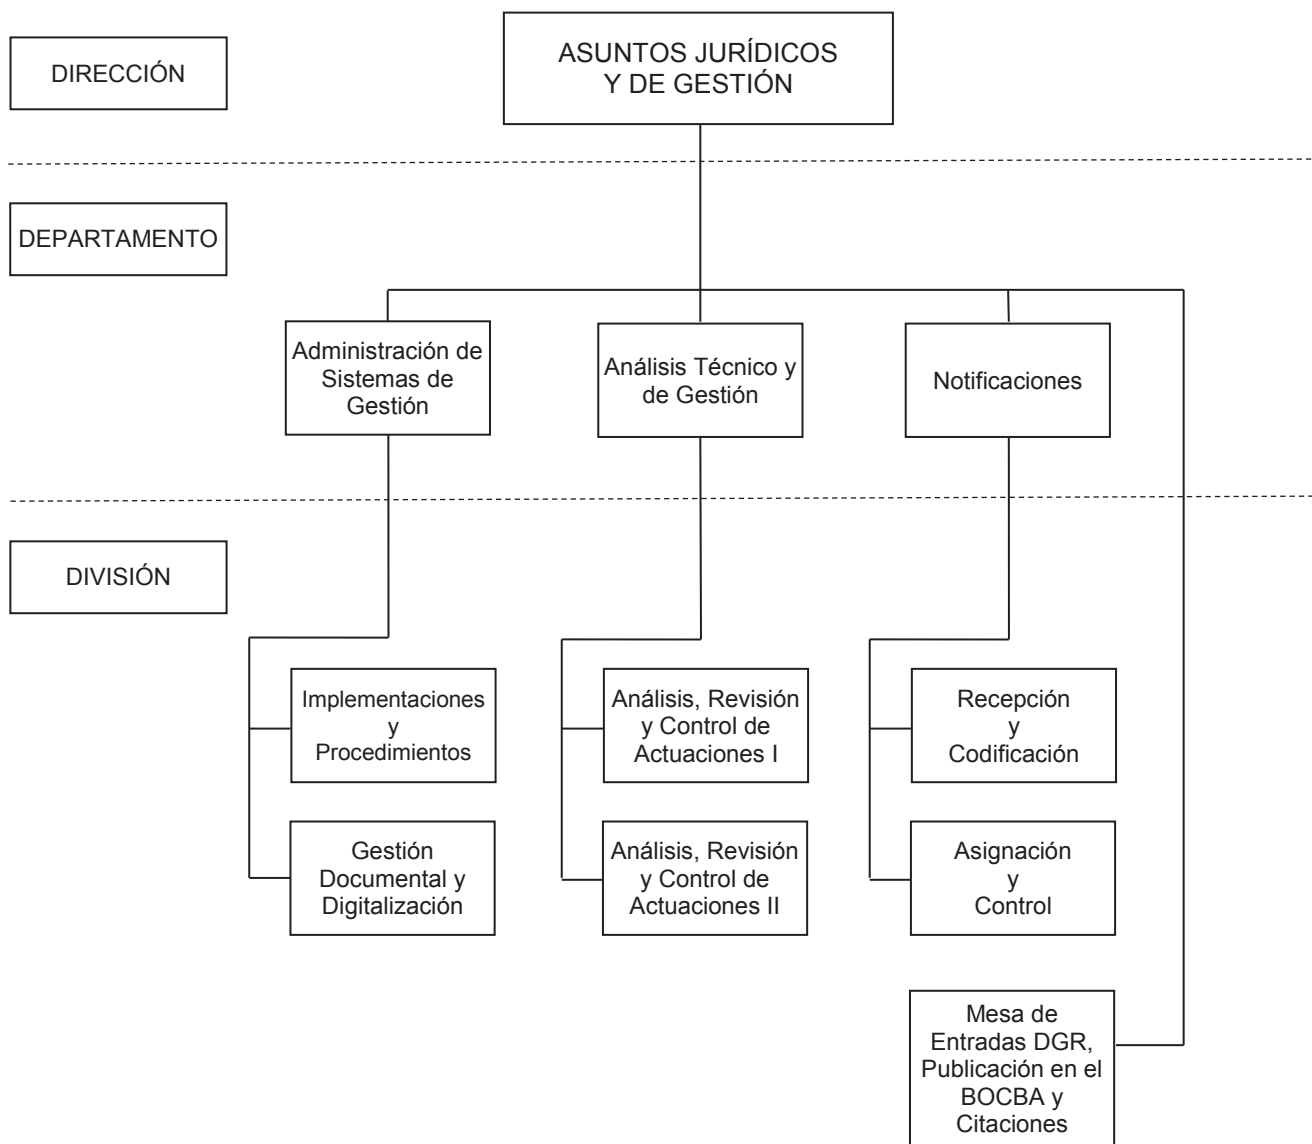 DIRECCIÓN
ASUNTOS JURÍDICOS
Y DE GESTIÓN
DEPARTAMENTO
Administración de
Sistemas de
Gestión
Análisis Técnico y
de Gestión
Notificaciones
DIVISIÓN
Implementaciones
y
Procedimientos
Análisis, Revisión
y Control de
Actuaciones I
Recepción
y
Codificación
Gestión
Documental y
Digitalización
Análisis, Revisión
y Control de
Actuaciones II
Asignación
y
Control
Mesa de
Entradas DGR,
Publicación en el
BOCBA y
Citaciones